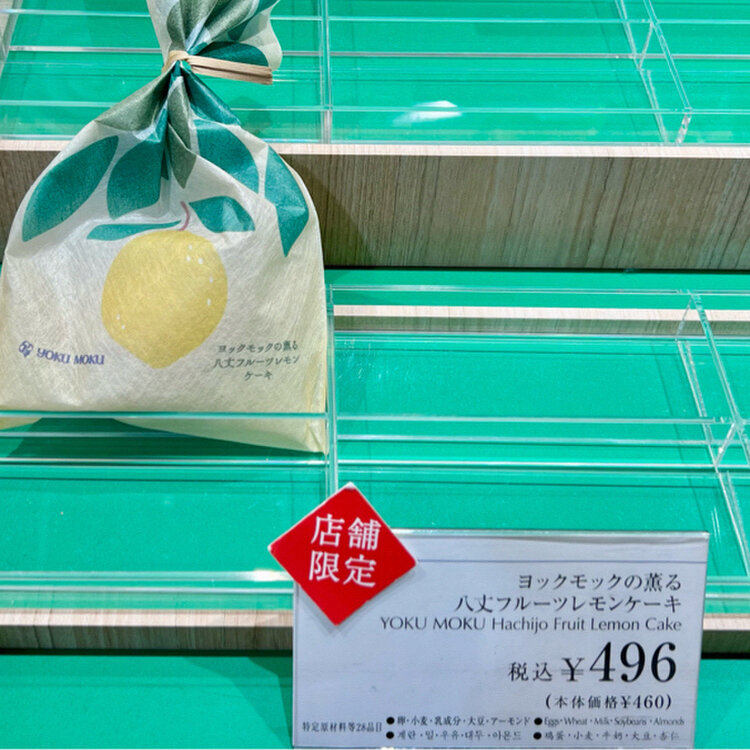 YOKU MOKU
ヨックモックの薫る
八丈フルーツレモン
ケーキ
店舗
限定
ヨックモックの薫る
八丈フルーツレモンケーキ
YOKU MOKU Hachijo Fruit Lemon Cake
税込¥496
(本体価格¥460)
特定原材料等28品目 ●卵・小麦・乳成分・大豆・アーモンド ●Eggs・Wheat・Milk・Soybeans・Almonds
●계란・밀・우유・대두・아몬드 ●鸡蛋・小麦・牛奶・大豆・杏仁